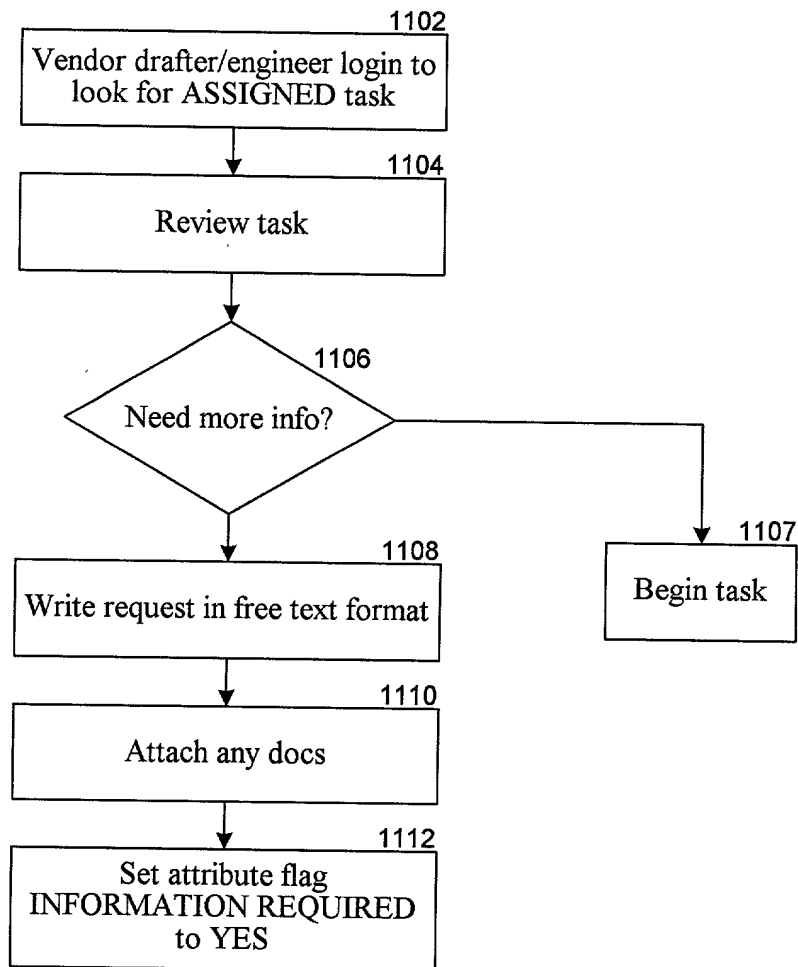 1102
Vendor drafter/engineer login to
look for ASSIGNED task
1104
Review task
1106
Need more info?
1107
Begin task
1108
Write request in free text format
1110
Attach any docs
1112
Set attribute flag
INFORMATION REQUIRED
to YES